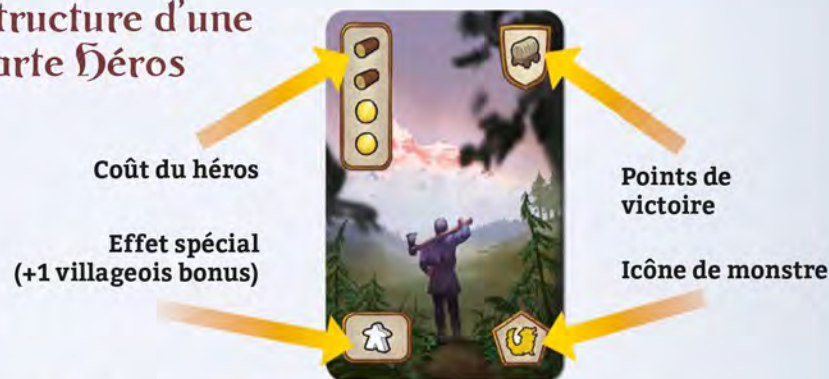 tructure d'une
arte Héros
Coût du héros
Effet spécial
(+1 villageois bonus)
Points de
victoire
Icône de monstre